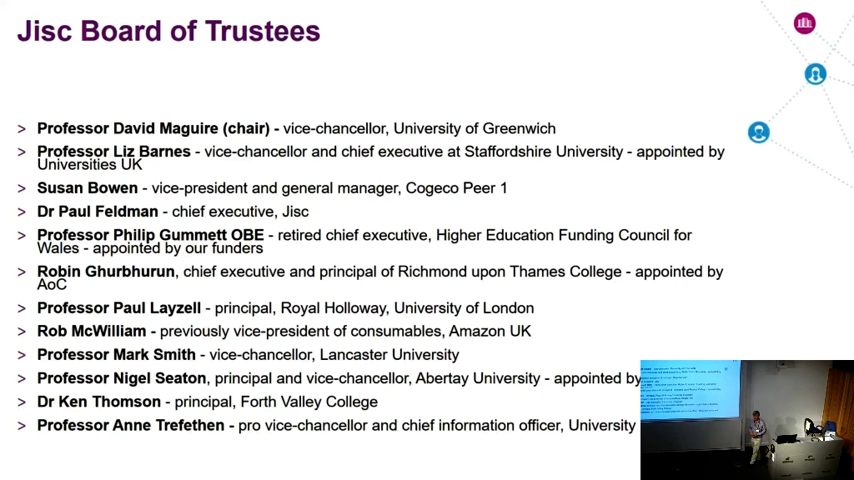 Jisc Board of Trustees
> Professor David Maguire (chair) - vice-chancellor, University of Greenwich
> Professor Liz Barnes - vice-chancellor and chief executive at Staffordshire University - appointed by
Universities UK
> Susan Bowen - vice-president and general manager, Cogeco Peer 1
> Dr Paul Feldman - chief executive, Jisc
> Professor Philip Gummett OBE - retired chief executive, Higher Education Funding Council for
Wales - appointed by our funders
> Robin Ghurbhurun, chief executive and principal of Richmond upon Thames College - appointed by
AoC
> Professor Paul Layzell - principal, Royal Holloway, University of London
> Rob McWilliam - previously vice-president of consumables, Amazon UK
> Professor Mark Smith - vice-chancellor, Lancaster University
> Professor Nigel Seaton, principal and vice-chancellor, Abertay University - appointed by
> Dr Ken Thomson - principal, Forth Valley College
> Professor Anne Trefethen - pro vice-chancellor and chief information officer, University